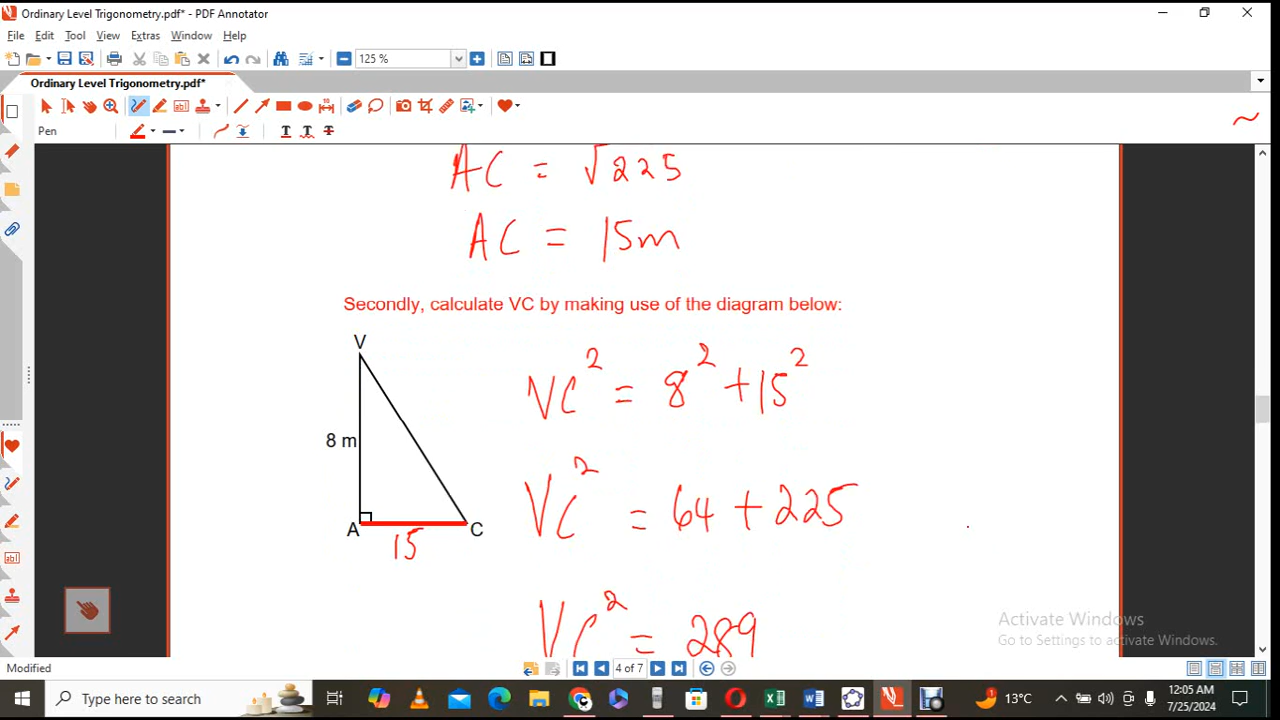 Ordinary Level Trigonometry.pdf* - PDF Annotator
File Edit Tool View Extras Window Help
125 %
Ordinary Level Trigonometry.pdf*
Pen
AC = √225
AC = 15m
Secondly, calculate VC by making use of the diagram below:
V
VC² = 8² + 15²
8 m
VC² = 64 + 225
A
C
15
VC² = 289
Activate Windows
Go to Settings to activate Windows.
Modified
4 of 7
Type here to search
13°C
12:05 AM
7/25/2024